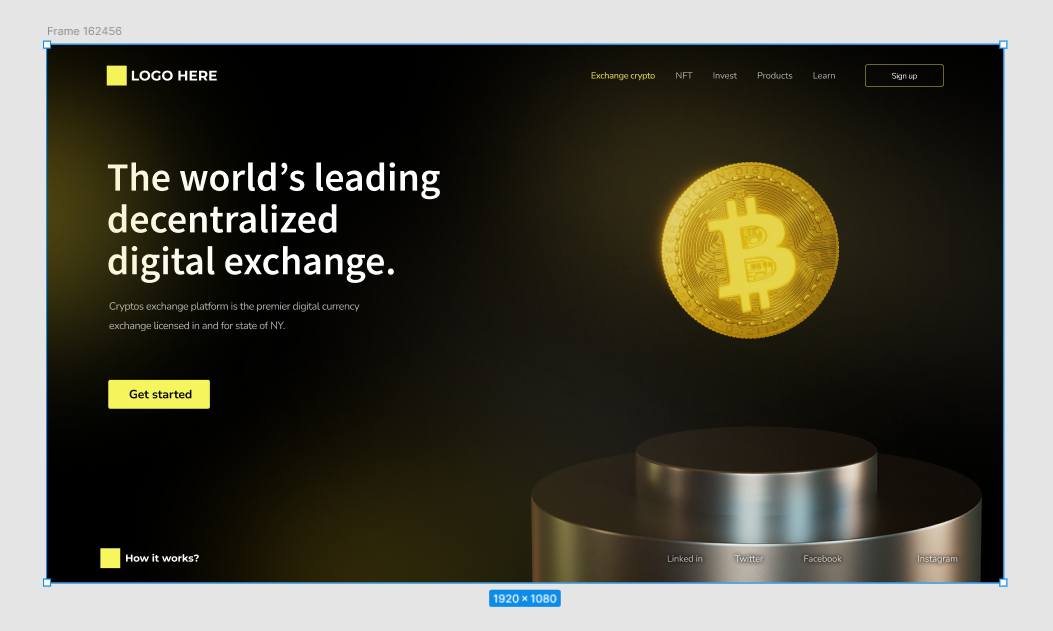 Frame 162456
LOGO HERE
Exchange crypto
NFT
Invest
Products
Learn
Sign up
The world’s leading
decentralized
digital exchange.
Cryptos exchange platform is the premier digital currency
exchange licensed in and for state of NY.
Get started
How it works?
Linked in
Twitter
Facebook
Instagram
1920 × 1080